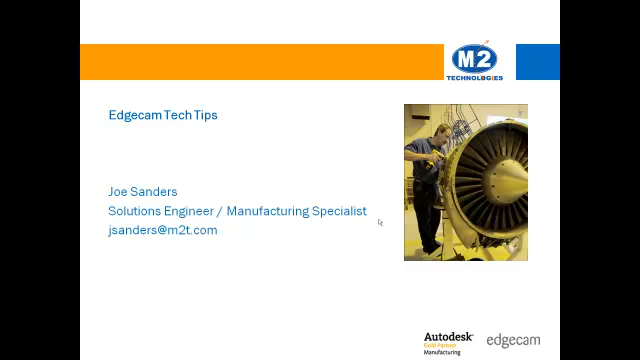 M2
TECHNOLOGIES
Edgecam Tech Tips
Joe Sanders
Solutions Engineer / Manufacturing Specialist
jsanders@m2t.com
Autodesk
Gold Partner
Manufacturing
edgecam